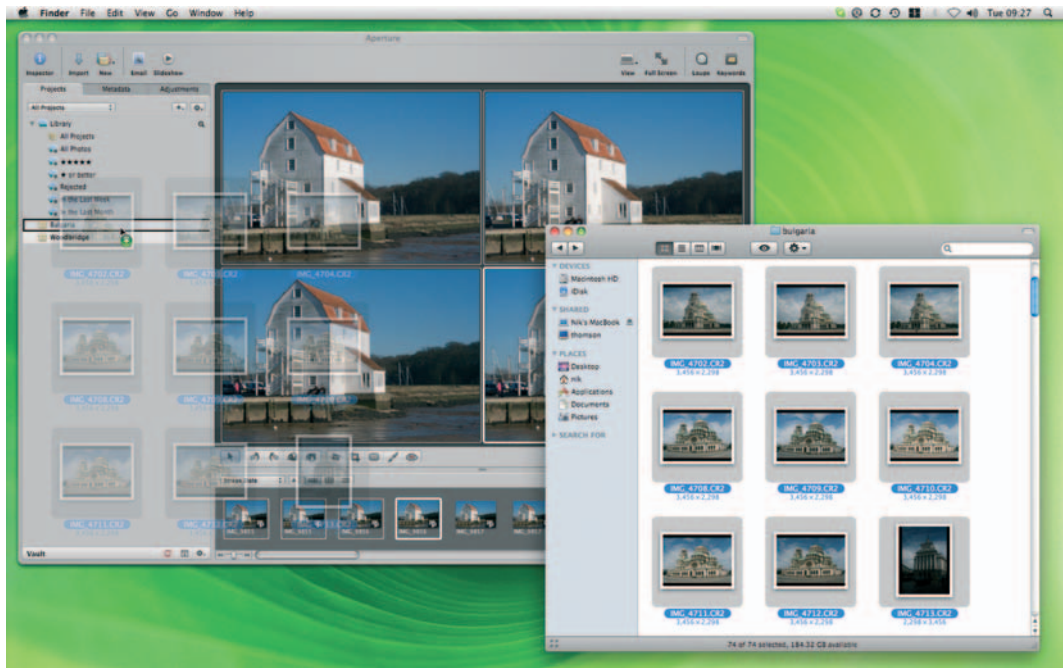 Finder File Edit View Go Window Help
Tue 09:27
Aperture
Inspector Import New Email Slideshow
View Full Screen Loupe Keywords
Projects Metadata Adjustments
All Projects
Library
All Projects
All Photos
★★★★★
★ or better
Rejected
In the Last Week
In the Last Month
Bulgaria
Woodbridge
IMG_4702.CR2
IMG_4704.CR2
IMG_4708.CR2
IMG_4711.CR2
IMG_4713.CR2
Vault
bulgaria
DEVICES
Macintosh HD
iDisk
SHARED
Nik's MacBook
thomson
PLACES
Desktop
nik
Applications
Documents
Pictures
SEARCH FOR
IMG_4702.CR2 IMG_4703.CR2 IMG_4704.CR2
3,456×2,298 3,456×2,298 3,456×2,298
IMG_4708.CR2 IMG_4709.CR2 IMG_4710.CR2
3,456×2,298 3,456×2,298 3,456×2,298
IMG_4711.CR2 IMG_4712.CR2 IMG_4713.CR2
3,456×2,298 3,456×2,298 2,298×3,456
74 of 74 selected, 184.32 GB available